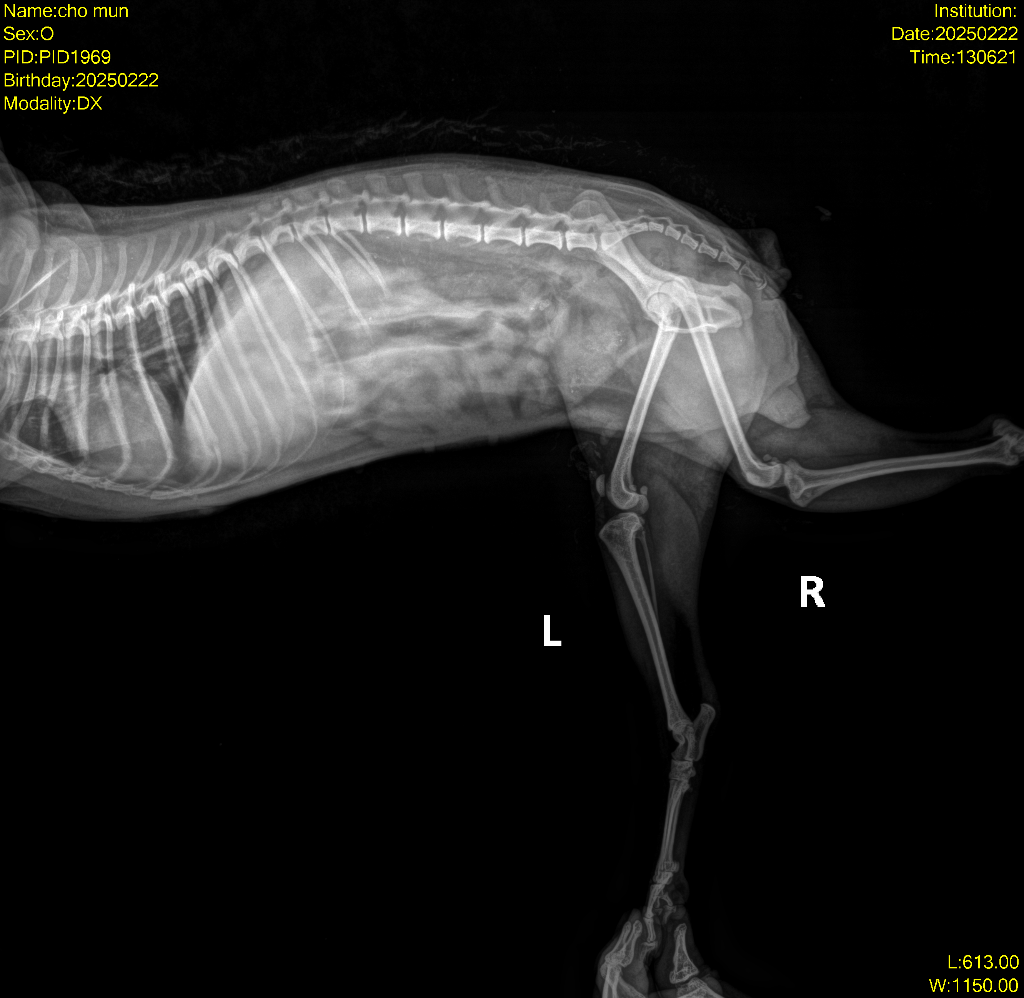 Name:cho mun
Sex:O
PID:PID1969
Birthday:20250222
Modality:DX
Institution:
Date:20250222
Time:130621
R
L
L:613.00
W:1150.00